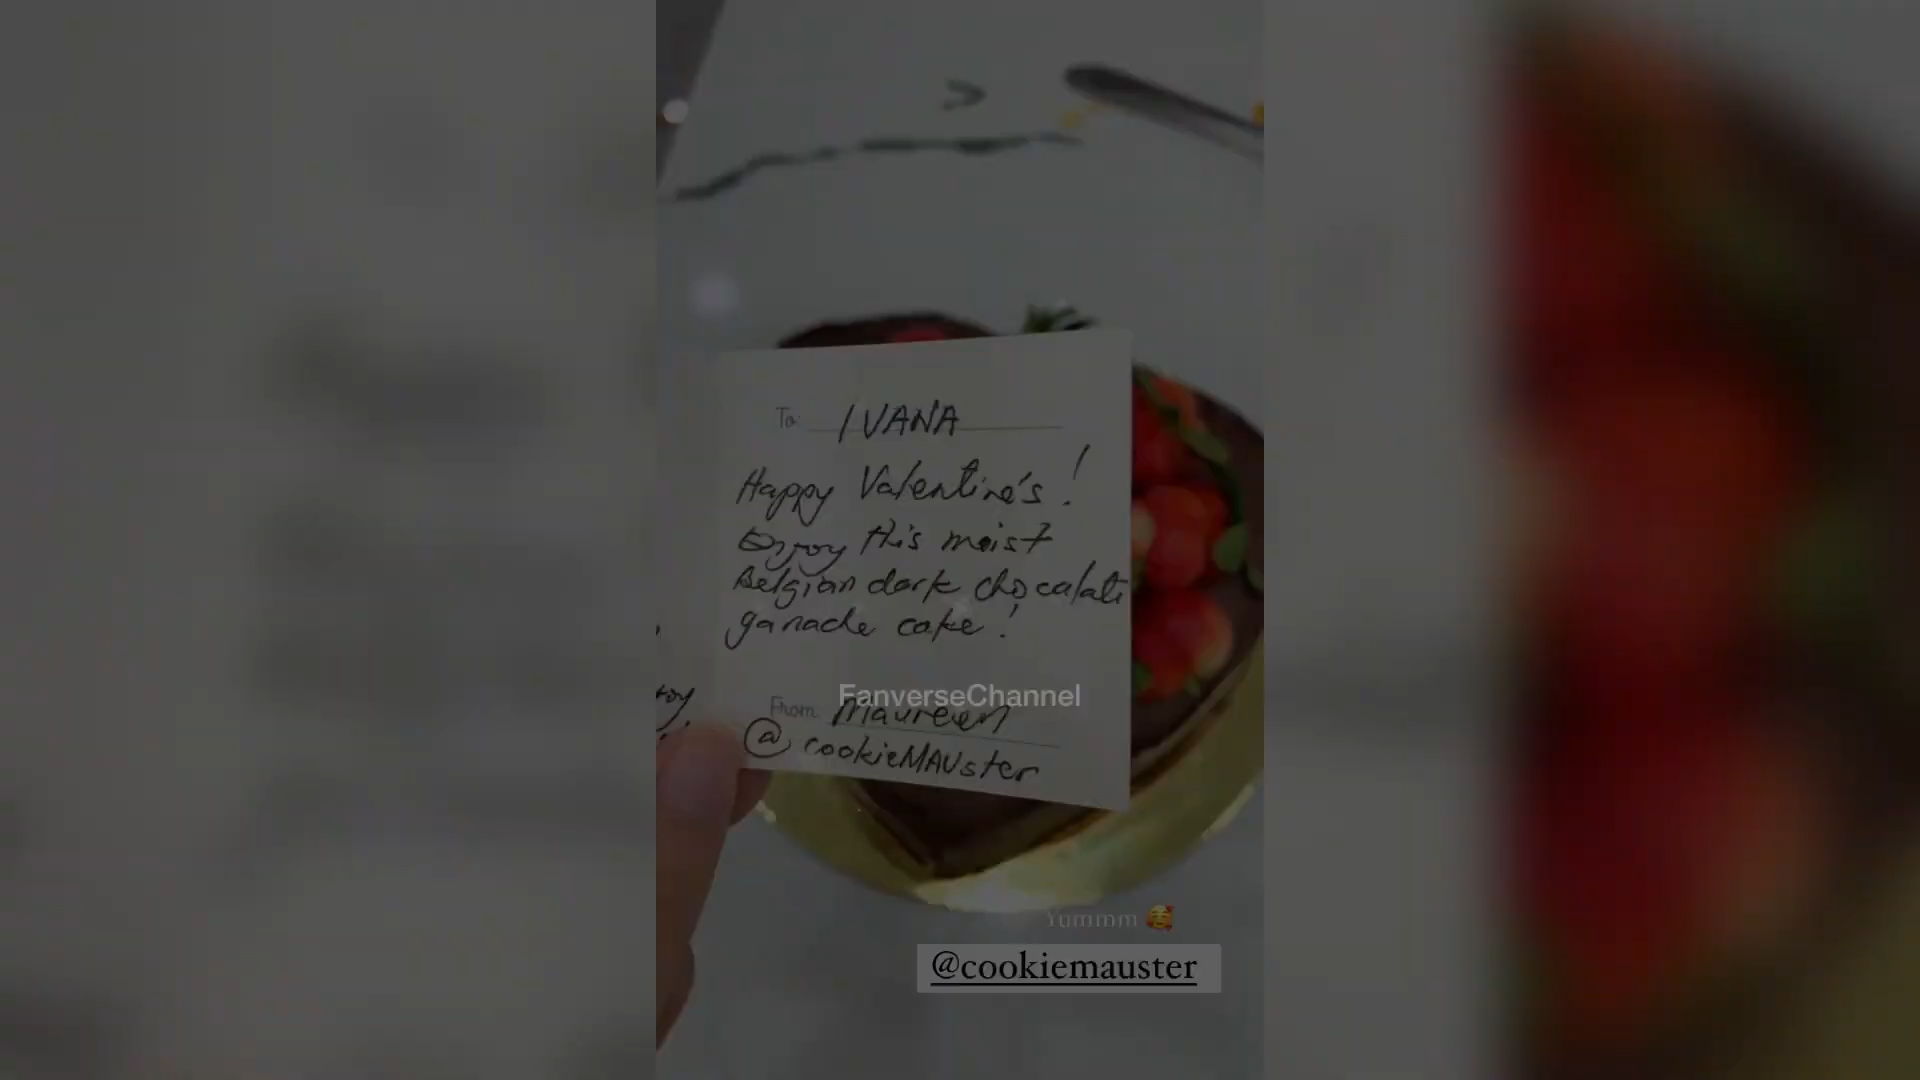 To: IVANA
Happy Valentine's!
Enjoy this moist
Belgian dark chocolate
ganache cake!
FanverseChannel
From: Maureen
@cookieMAUster
Yummm 🥰
@cookiemauster